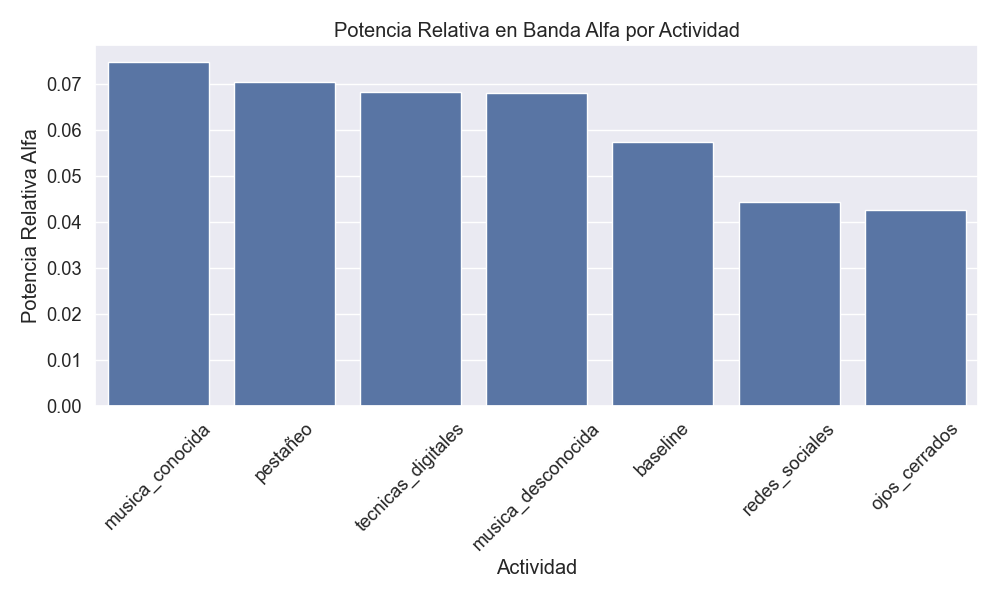 Potencia Relativa en Banda Alfa por Actividad
Potencia Relativa Alfa
0.07
0.06
0.05
0.04
0.03
0.02
0.01
0.00
musica_conocida
pestañeo
tecnicas_digitales
musica_desconocida
baseline
redes_sociales
ojos_cerrados
Actividad